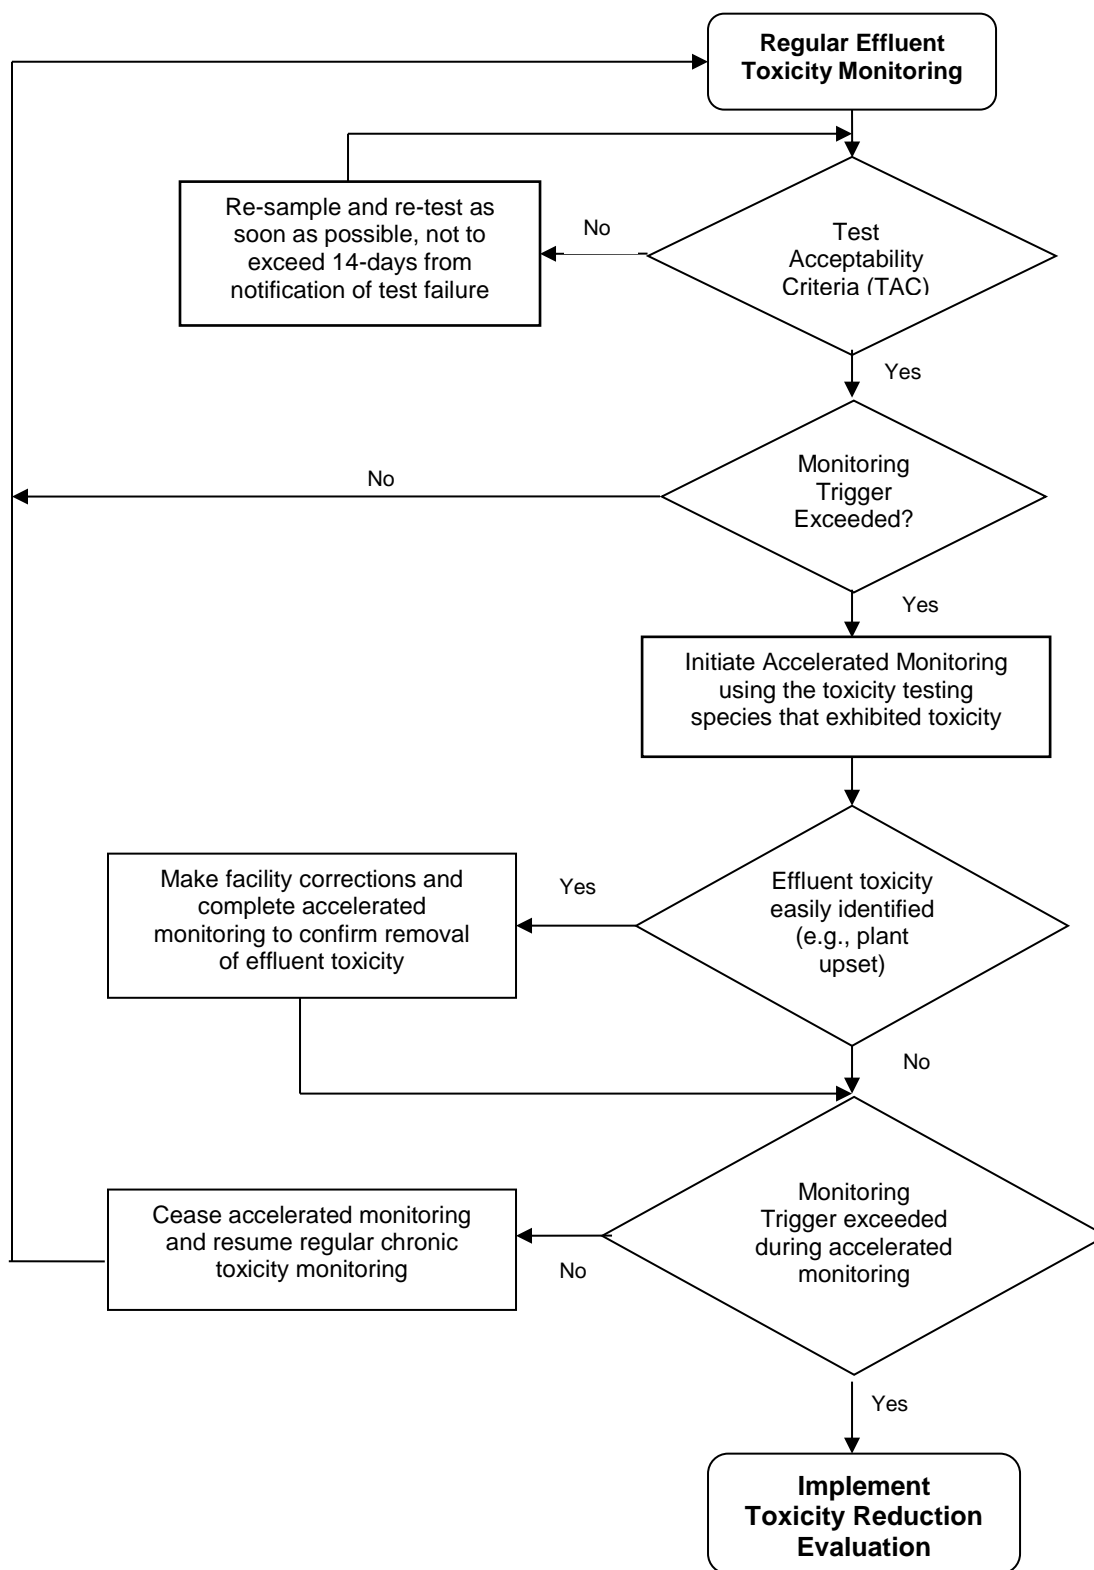 Regular Effluent
Toxicity Monitoring
Re-sample and re-test as
soon as possible, not to
exceed 14-days from
notification of test failure
No
Test
Acceptability
Criteria (TAC)
Yes
No
Monitoring
Trigger
Exceeded?
Yes
Initiate Accelerated Monitoring
using the toxicity testing
species that exhibited toxicity
Make facility corrections and
complete accelerated
monitoring to confirm removal
of effluent toxicity
Yes
Effluent toxicity
easily identified
(e.g., plant
upset)
No
Cease accelerated monitoring
and resume regular chronic
toxicity monitoring
No
Monitoring
Trigger exceeded
during accelerated
monitoring
Yes
Implement
Toxicity Reduction
Evaluation